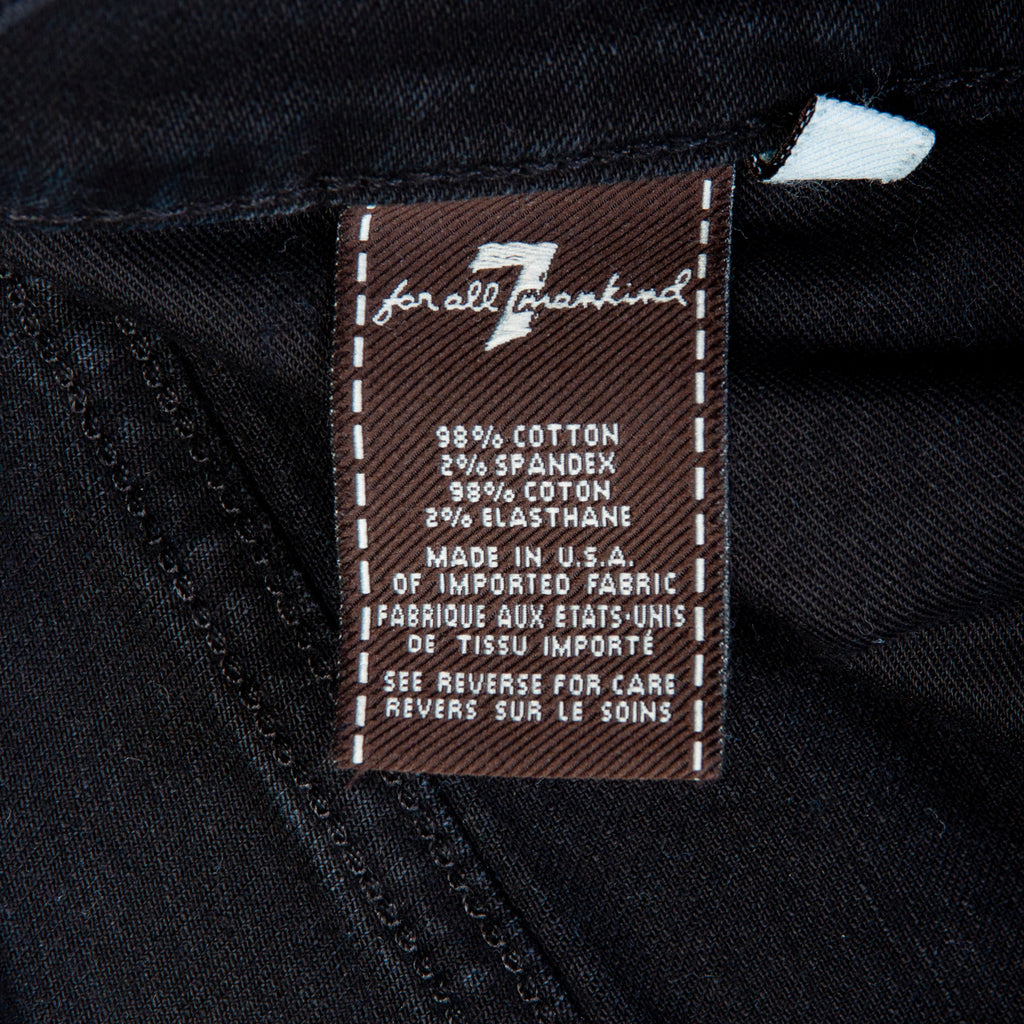 for all 7 mankind
98% COTTON
2% SPANDEX
98% COTON
2% ELASTHANE
MADE IN U.S.A.
OF IMPORTED FABRIC
FABRIQUE AUX ETATS-UNIS
DE TISSU IMPORTÉ
SEE REVERSE FOR CARE
REVERS SUR LE SOINS